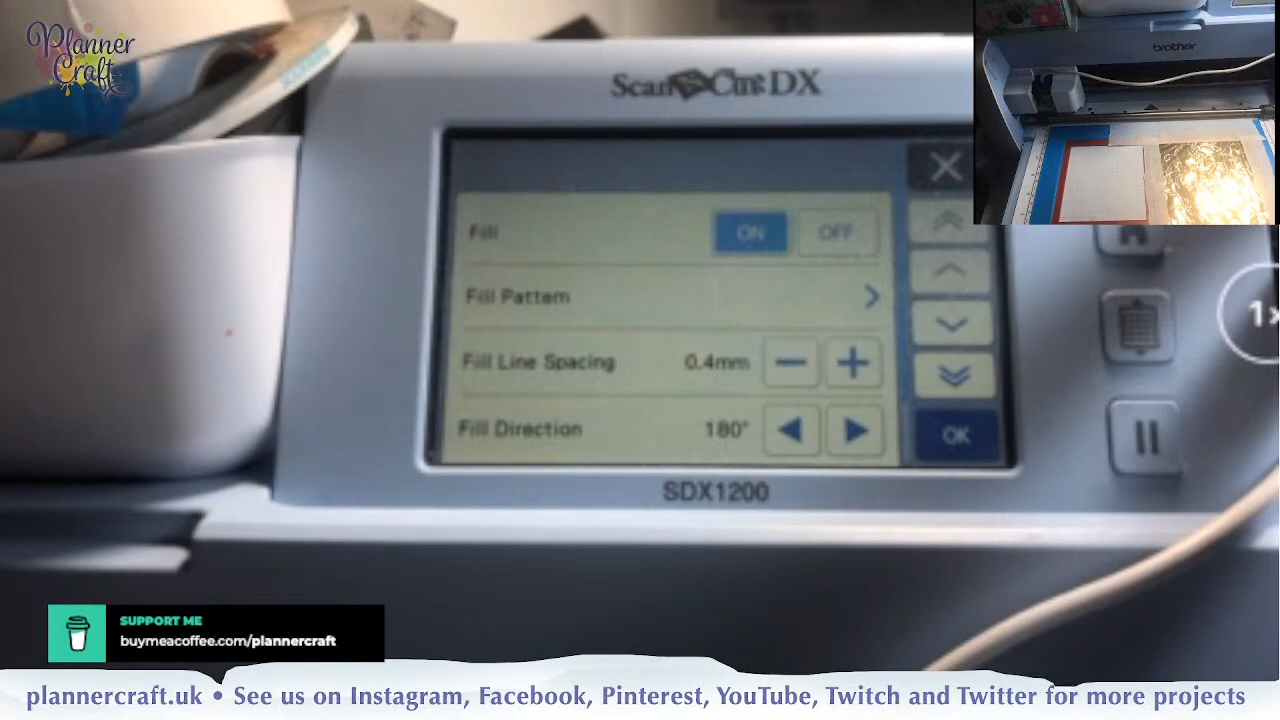 Planner
Craft
ScanNCut DX
brother
Fill ON OFF
Fill Pattern
Fill Line Spacing 0.4mm
Fill Direction 180°
OK
SDX1200
1x
SUPPORT ME
buymeacoffee.com/plannercraft
plannercraft.uk • See us on Instagram, Facebook, Pinterest, YouTube, Twitch and Twitter for more projects